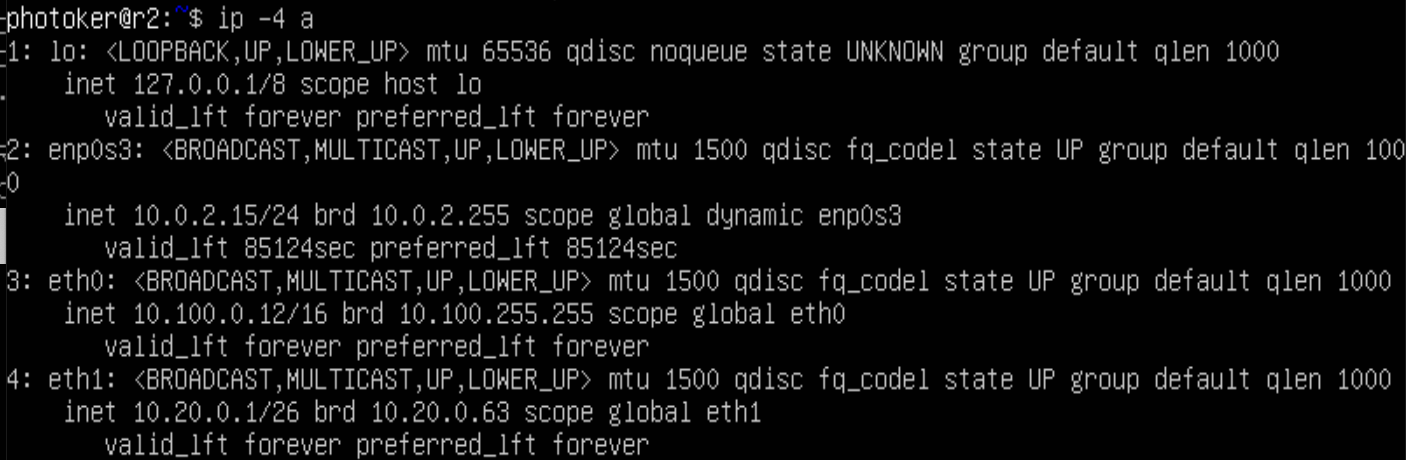 photoker@r2:~$ ip -4 a
1: lo: <LOOPBACK,UP,LOWER_UP> mtu 65536 qdisc noqueue state UNKNOWN group default qlen 1000
    inet 127.0.0.1/8 scope host lo
       valid_lft forever preferred_lft forever
2: enp0s3: <BROADCAST,MULTICAST,UP,LOWER_UP> mtu 1500 qdisc fq_codel state UP group default qlen 100
0
    inet 10.0.2.15/24 brd 10.0.2.255 scope global dynamic enp0s3
       valid_lft 85124sec preferred_lft 85124sec
3: eth0: <BROADCAST,MULTICAST,UP,LOWER_UP> mtu 1500 qdisc fq_codel state UP group default qlen 1000
    inet 10.100.0.12/16 brd 10.100.255.255 scope global eth0
       valid_lft forever preferred_lft forever
4: eth1: <BROADCAST,MULTICAST,UP,LOWER_UP> mtu 1500 qdisc fq_codel state UP group default qlen 1000
    inet 10.20.0.1/26 brd 10.20.0.63 scope global eth1
       valid_lft forever preferred_lft forever